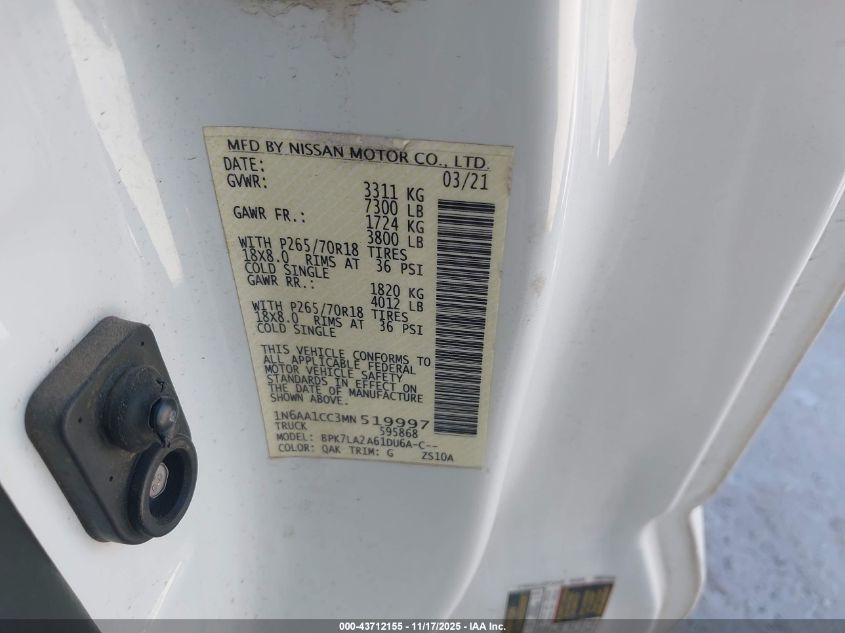 MFD BY NISSAN MOTOR CO., LTD.
DATE: 03/21
GVWR: 3311 KG
7300 LB
GAWR FR.: 1724 KG
3800 LB
WITH P265/70R18 TIRES
18X8.0 RIMS AT 36 PSI
COLD SINGLE
GAWR RR.: 1820 KG
4012 LB
WITH P265/70R18 TIRES
18X8.0 RIMS AT 36 PSI
COLD SINGLE
THIS VEHICLE CONFORMS TO
ALL APPLICABLE FEDERAL
MOTOR VEHICLE SAFETY
STANDARDS IN EFFECT ON
THE DATE OF MANUFACTURE
SHOWN ABOVE.
1N6AA1CC3MN519997
TRUCK 595868
MODEL: BPK7LA2A61DU6A-C--
COLOR: QAK TRIM: G ZS10A
000-43712155 - 11/17/2025 - IAA Inc.